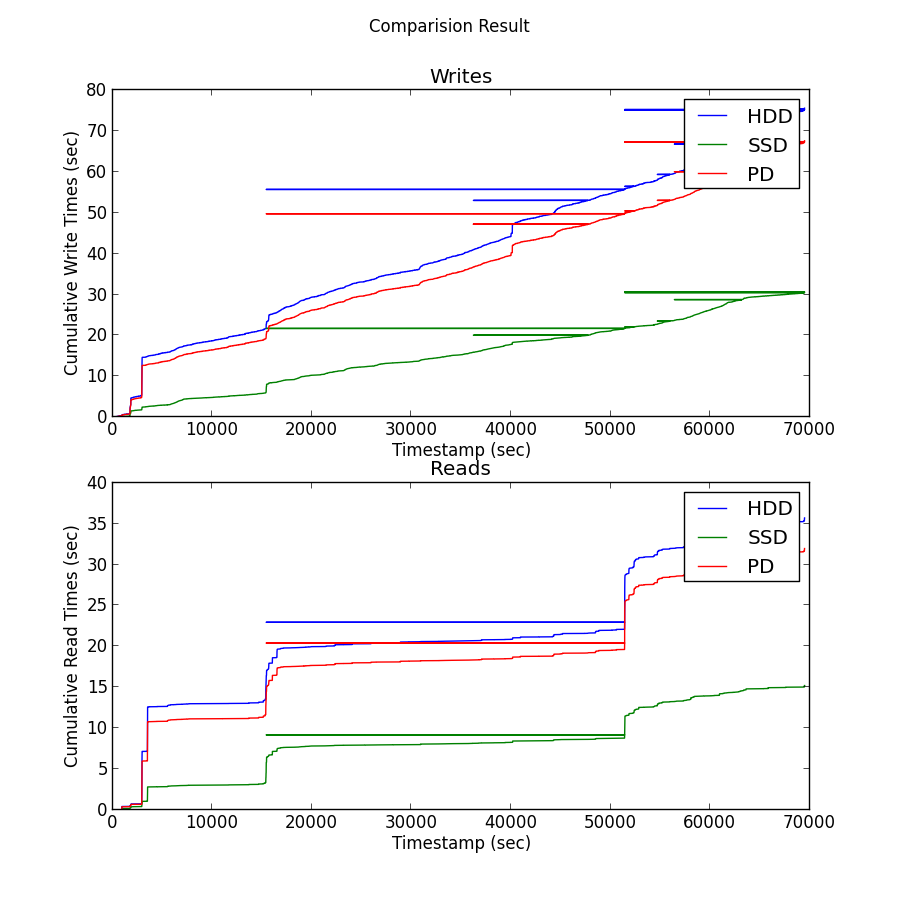 Comparision Result
Writes
Cumulative Write Times (sec)
80
70
60
50
40
30
20
10
0
HDD
SSD
PD
0 10000 20000 30000 40000 50000 60000 70000
Timestamp (sec)
Reads
Cumulative Read Times (sec)
40
35
30
25
20
15
10
5
0
HDD
SSD
PD
0 10000 20000 30000 40000 50000 60000 70000
Timestamp (sec)